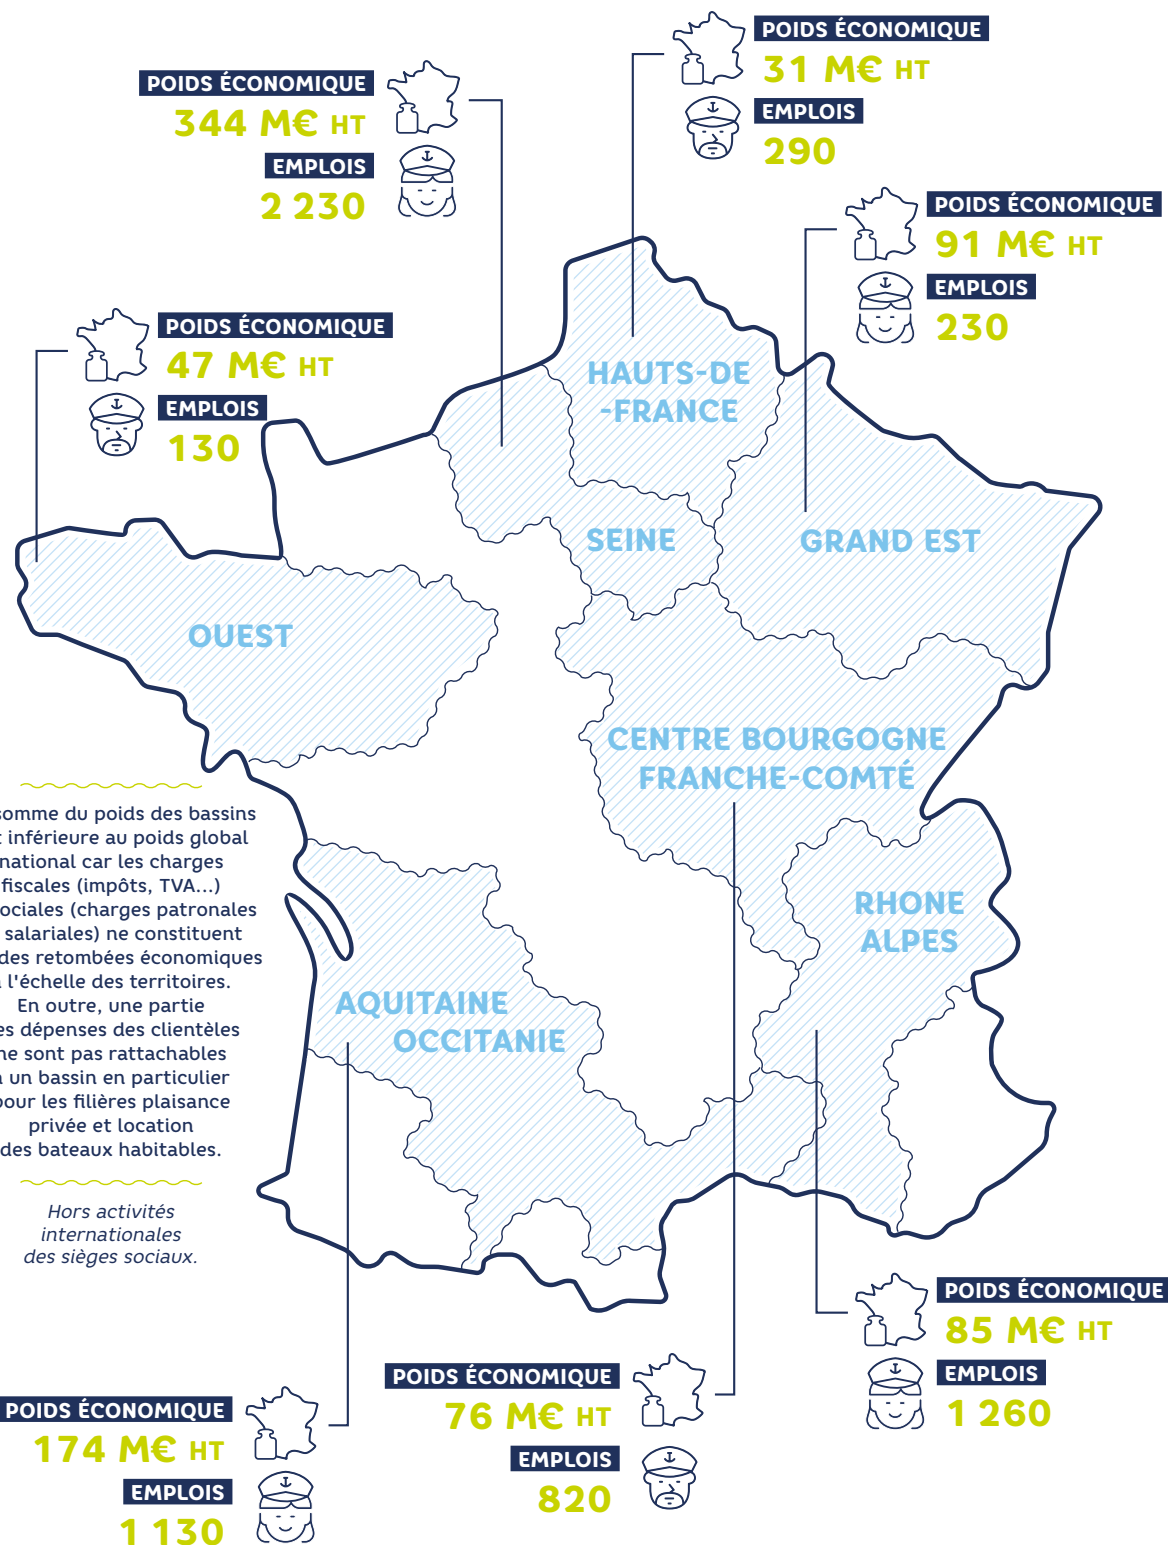 POIDS ÉCONOMIQUE
31 M€ HT
EMPLOIS
290
POIDS ÉCONOMIQUE
344 M€ HT
EMPLOIS
2 230
POIDS ÉCONOMIQUE
91 M€ HT
EMPLOIS
230
POIDS ÉCONOMIQUE
47 M€ HT
EMPLOIS
130
HAUTS-DE
-FRANCE
SEINE
GRAND EST
OUEST
CENTRE BOURGOGNE
FRANCHE-COMTÉ
RHONE
ALPES
AQUITAINE
OCCITANIE
somme du poids des bassins
inférieure au poids global
national car les charges
fiscales (impôts, TVA...)
ociales (charges patronales
salariales) ne constituent
des retombées économiques
l'échelle des territoires.
En outre, une partie
es dépenses des clientèles
ne sont pas rattachables
un bassin en particulier
pour les filières plaisance
privée et location
des bateaux habitables.
Hors activités
internationales
des sièges sociaux.
POIDS ÉCONOMIQUE
85 M€ HT
EMPLOIS
1 260
POIDS ÉCONOMIQUE
76 M€ HT
EMPLOIS
820
POIDS ÉCONOMIQUE
174 M€ HT
EMPLOIS
1 130